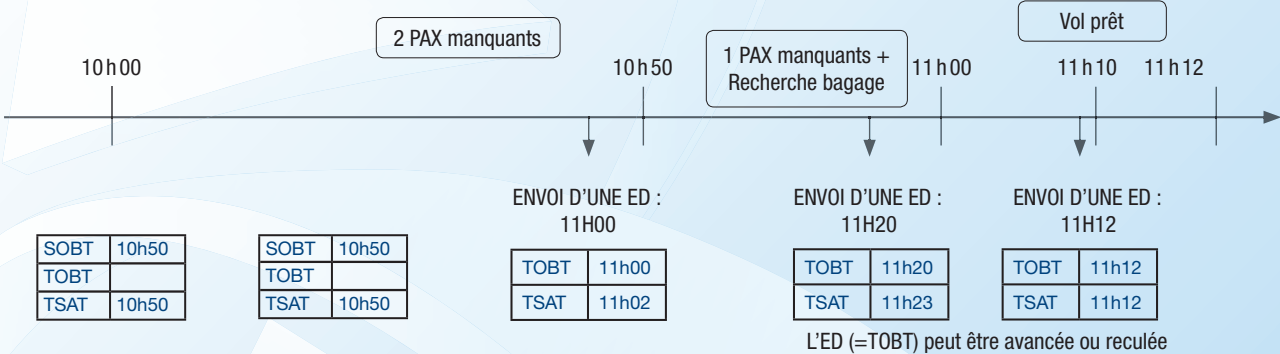 2 PAX manquants
Vol prêt
1 PAX manquants +
Recherche bagage
10h00
10h50
11h00
11h10
11h12
ENVOI D'UNE ED :
11H00
ENVOI D'UNE ED :
11H20
ENVOI D'UNE ED :
11H12
SOBT 10h50
TOBT
TSAT 10h50
SOBT 10h50
TOBT
TSAT 10h50
TOBT 11h00
TSAT 11h02
TOBT 11h20
TSAT 11h23
TOBT 11h12
TSAT 11h12
L'ED (=TOBT) peut être avancée ou reculée